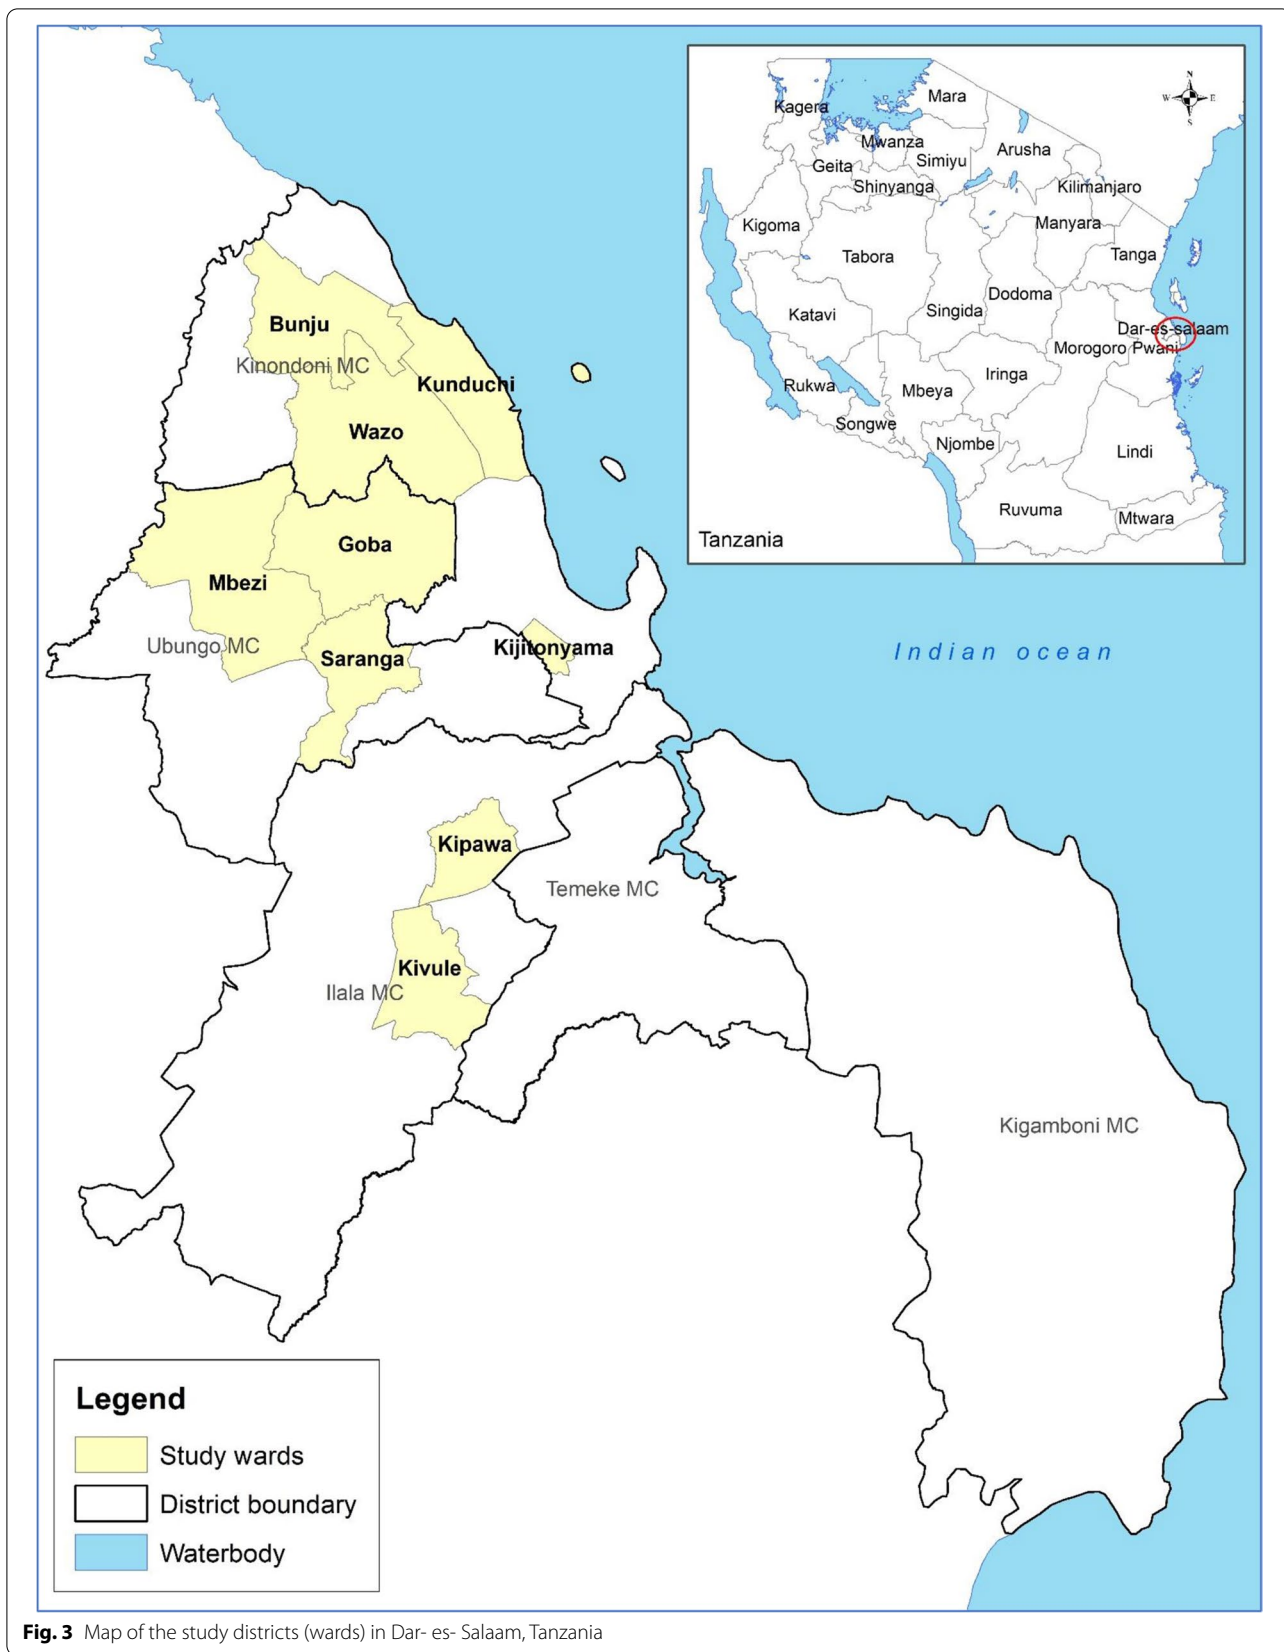 N
W
E
S
Kagera
Mara
Mwanza
Geita
Simiyu
Arusha
Shinyanga
Kilimanjaro
Kigoma
Manyara
Tabora
Tanga
Dodoma
Katavi
Singida
Dar-es-salaam
Morogoro
Pwani
Iringa
Rukwa
Mbeya
Songwe
Njombe
Lindi
Ruvuma
Mtwara
Tanzania
Bunju
Kinondoni MC
Kunduchi
Wazo
Goba
Mbezi
Ubungo MC
Saranga
Kijitonyama
Indian ocean
Kipawa
Temeke MC
Kivule
Ilala MC
Kigamboni MC
Legend
Study wards
District boundary
Waterbody
Fig. 3 Map of the study districts (wards) in Dar- es- Salaam, Tanzania